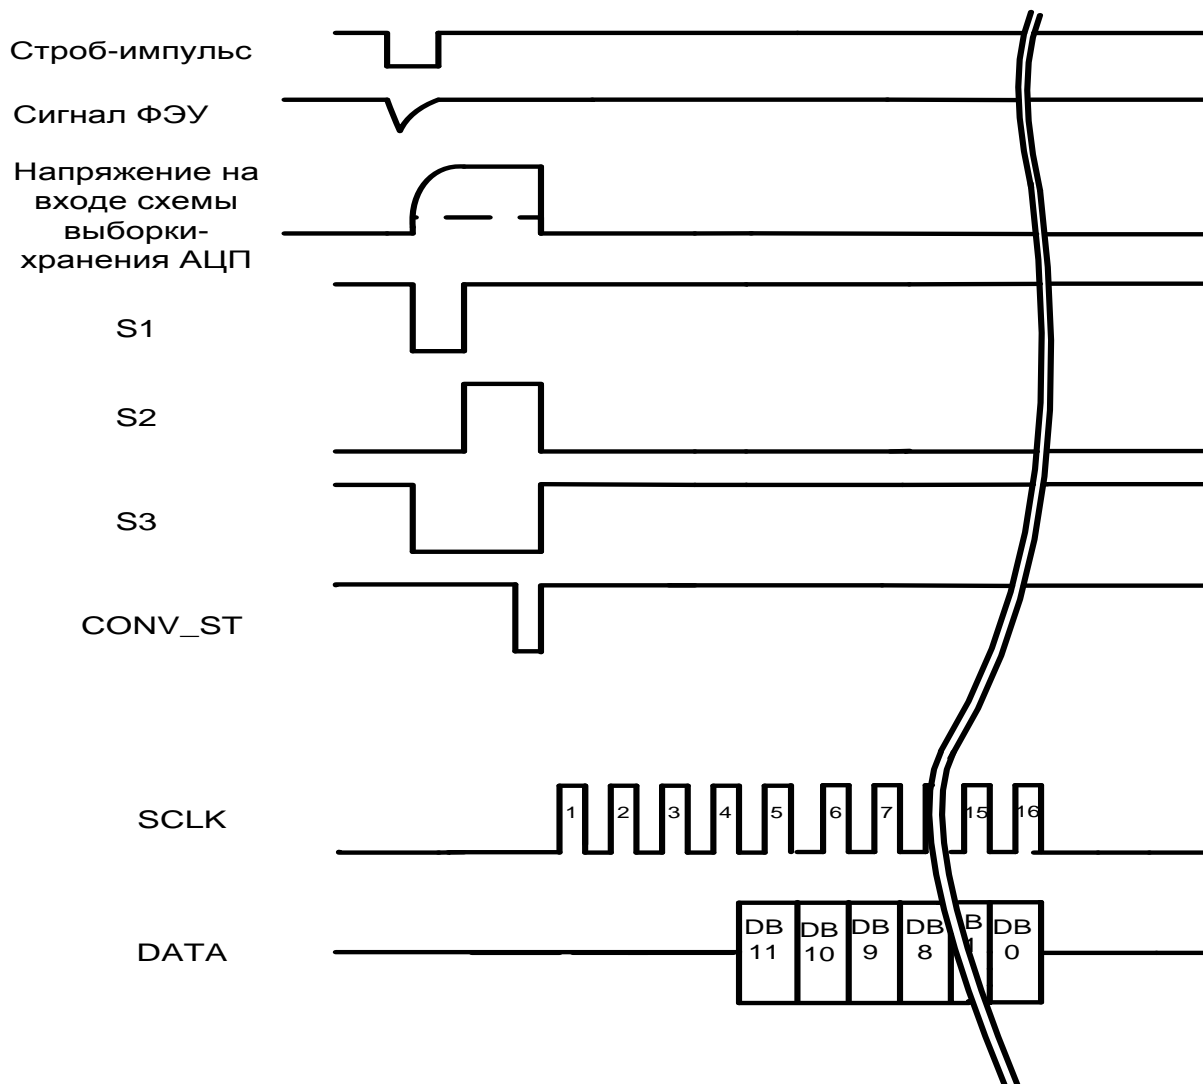 Строб-импульс
Сигнал ФЭУ
Напряжение на
входе схемы
выборки-
хранения АЦП
S1
S2
S3
CONV_ST
SCLK
1 2 3 4 5 6 7 15 16
DATA
DB DB DB DB B DB
11 10 9 8 1 0